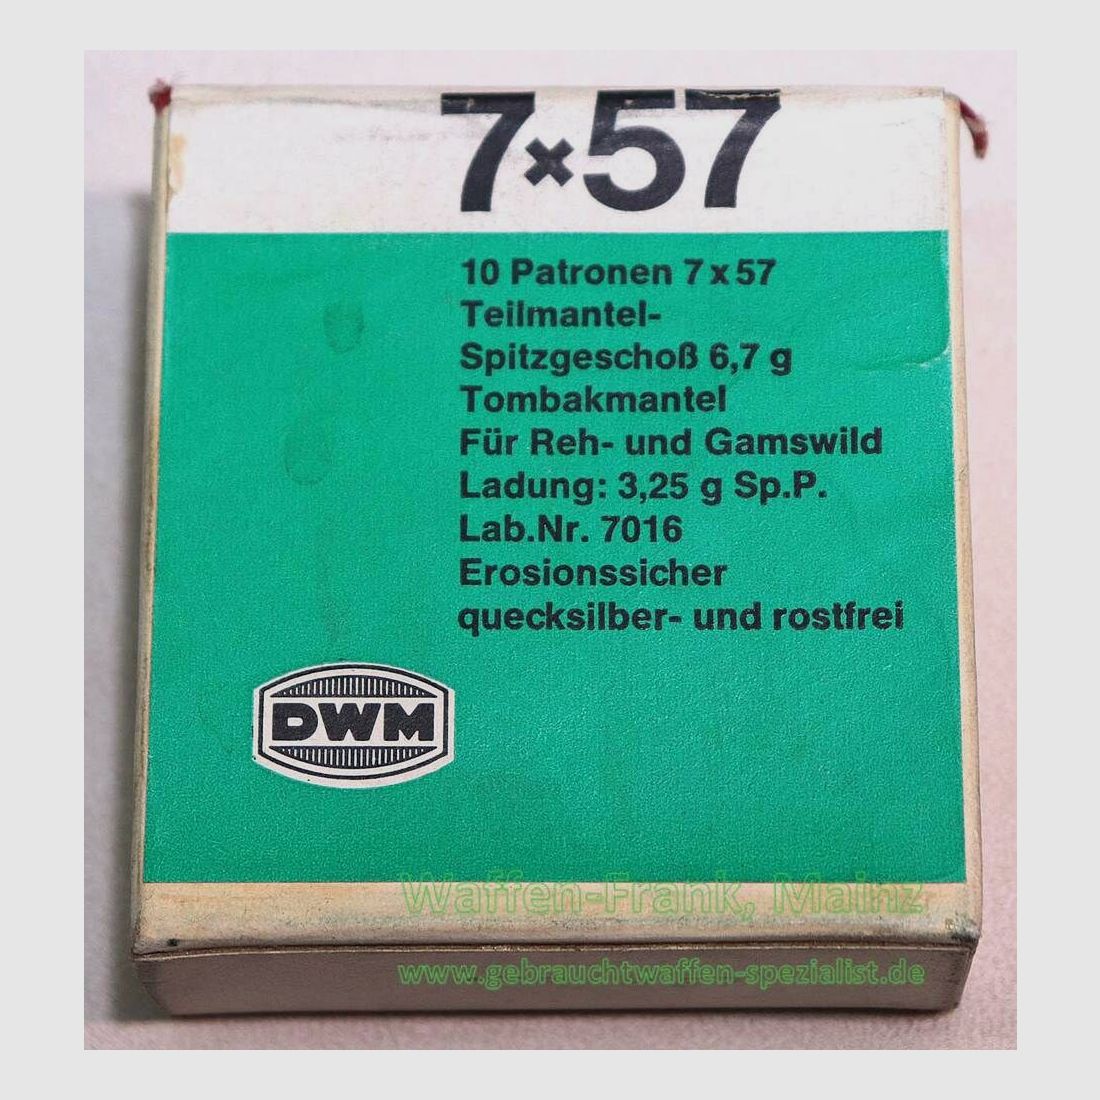 7×57
10 Patronen 7 x 57
Teilmantel-
Spitzgeschoß 6,7 g
Tombakmantel
Für Reh- und Gamswild
Ladung: 3,25 g Sp.P.
Lab.Nr. 7016
Erosionssicher
quecksilber- und rostfrei
DWM
Waffen-Frank, Mainz
www.gebrauchtwaffen-spezialist.de